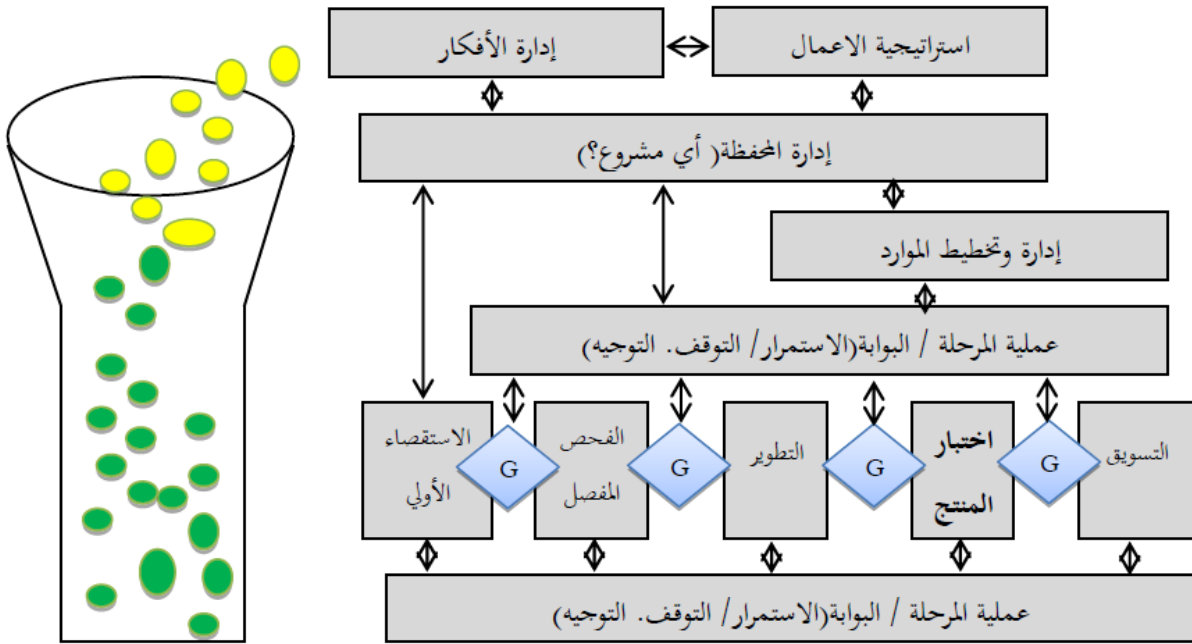 استراتيجية الاعمال
إدارة الأفكار
إدارة المحفظة( أي مشروع؟)
إدارة وتخطيط الموارد
عملية المرحلة / البوابة(الاستمرار/ التوقف. التوجيه)
الاستقصاء
الأولي
G
الفحص
المفصل
G
التطوير
G
اختبار
المنتج
G
التسويق
عملية المرحلة / البوابة(الاستمرار/ التوقف. التوجيه)